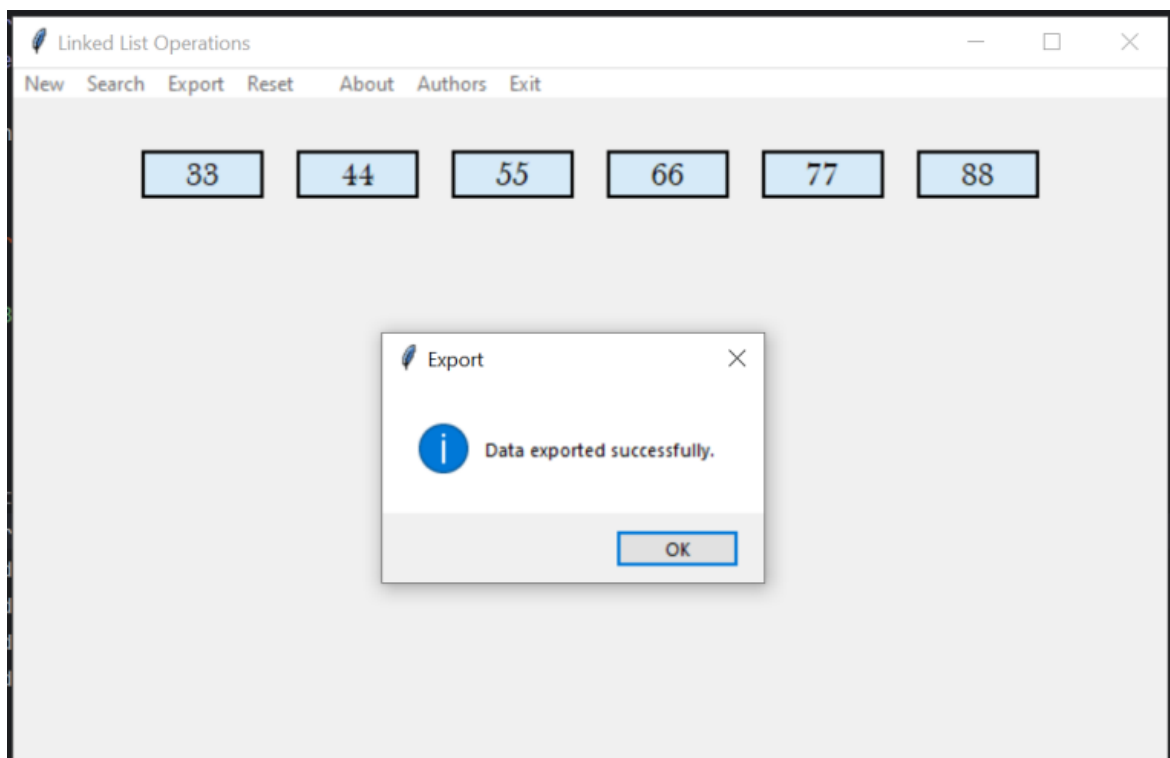 Linked List Operations
New Search Export Reset About Authors Exit
33 44 55 66 77 88
Export
Data exported successfully.
OK